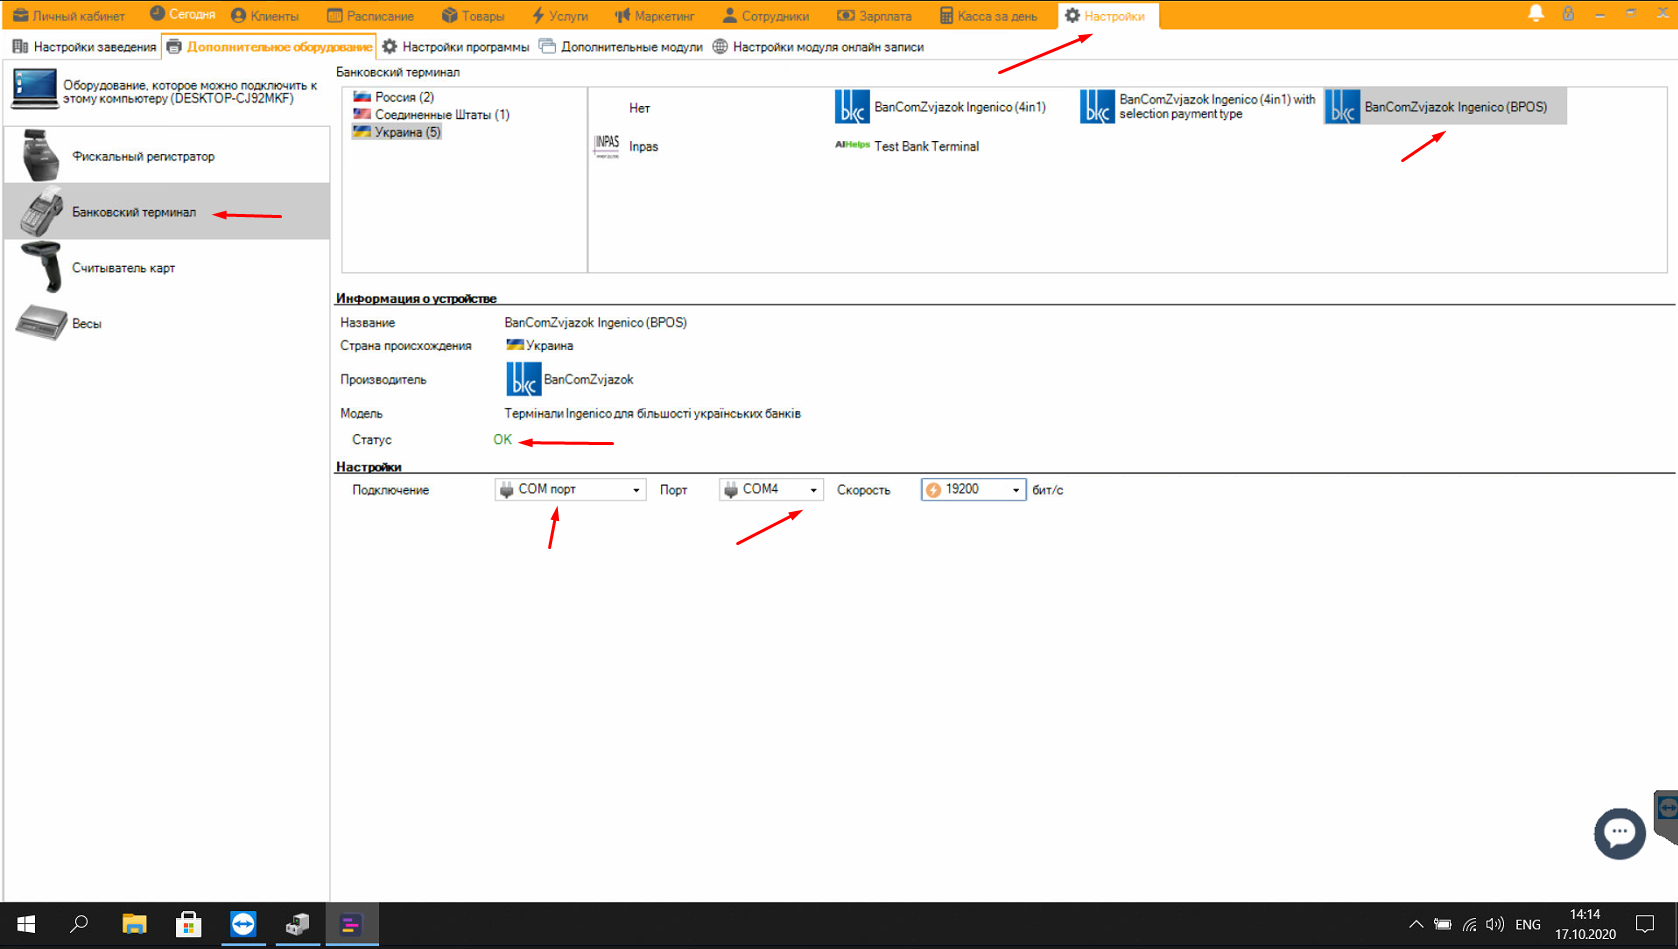 Личный кабинет Сегодня Клиенты Расписание Товары Услуги Маркетинг Сотрудники Зарплата Касса за день Настройки
Настройки заведения Дополнительное оборудование Настройки программы Дополнительные модули Настройки модуля онлайн записи
Оборудование, которое можно подключить к
этому компьютеру (DESKTOP-CJ92MKF)
Фискальный регистратор
Банковский терминал
Считыватель карт
Весы
Банковский терминал
Россия (2)
Соединенные Штаты (1)
Украина (5)
Нет
bkc BanComZvjazok Ingenico (4in1)
bkc BanComZvjazok Ingenico (4in1) with
selection payment type
bkc BanComZvjazok Ingenico (BPOS)
INPAS Inpas
AIHelps Test Bank Terminal
Информация о устройстве
Название BanComZvjazok Ingenico (BPOS)
Страна происхождения Украина
Производитель bkc BanComZvjazok
Модель Термінали Ingenico для більшості українських банків
Статус OK
Настройки
Подключение COM порт Порт COM4 Скорость 19200 бит/с
ENG
14:14
17.10.2020